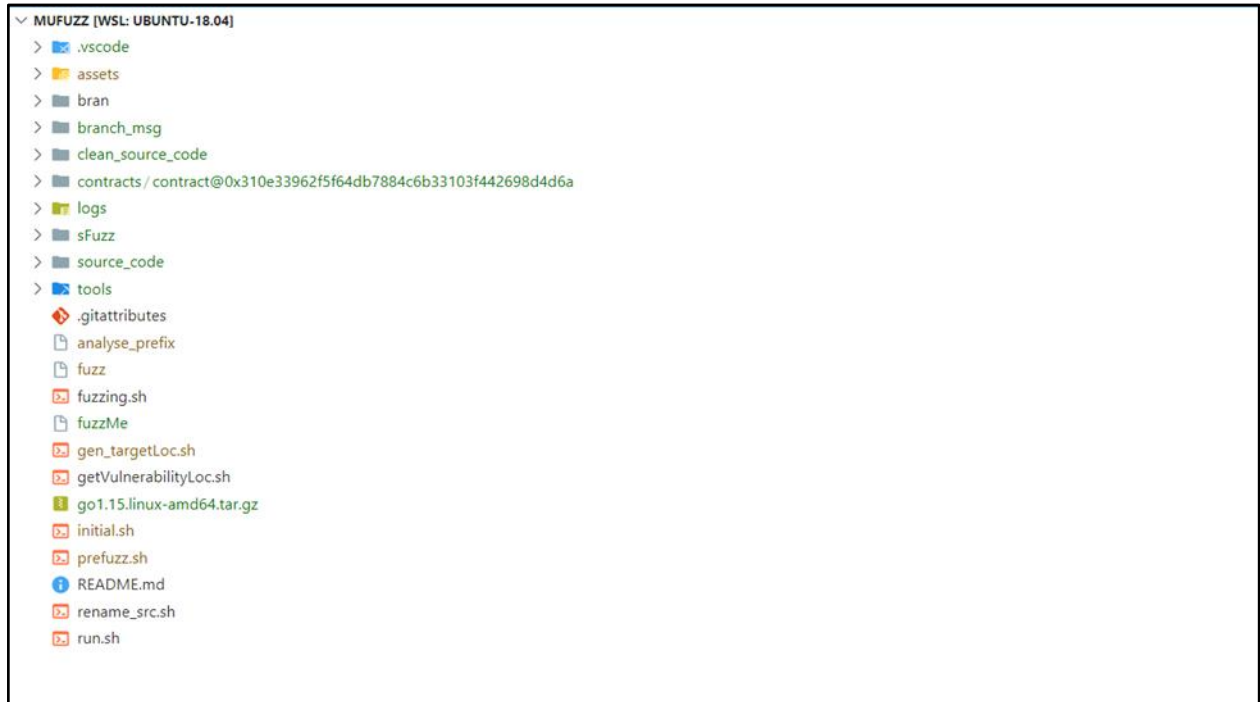 MUFUZZ [WSL: UBUNTU-18.04]
.vscode
assets
bran
branch_msg
clean_source_code
contracts/contract@0x310e33962f5f64db7884c6b33103f442698d4d6a
logs
sFuzz
source_code
tools
.gitattributes
analyse_prefix
fuzz
fuzzing.sh
fuzzMe
gen_targetLoc.sh
getVulnerabilityLoc.sh
go1.15.linux-amd64.tar.gz
initial.sh
prefuzz.sh
README.md
rename_src.sh
run.sh